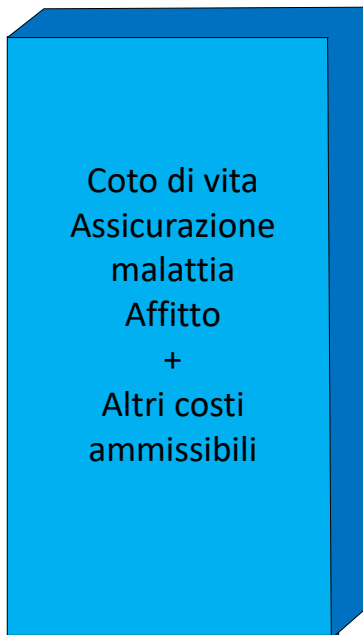 Coto di vita
Assicurazione
malattia
Affitto
+
Altri costi
ammissibili